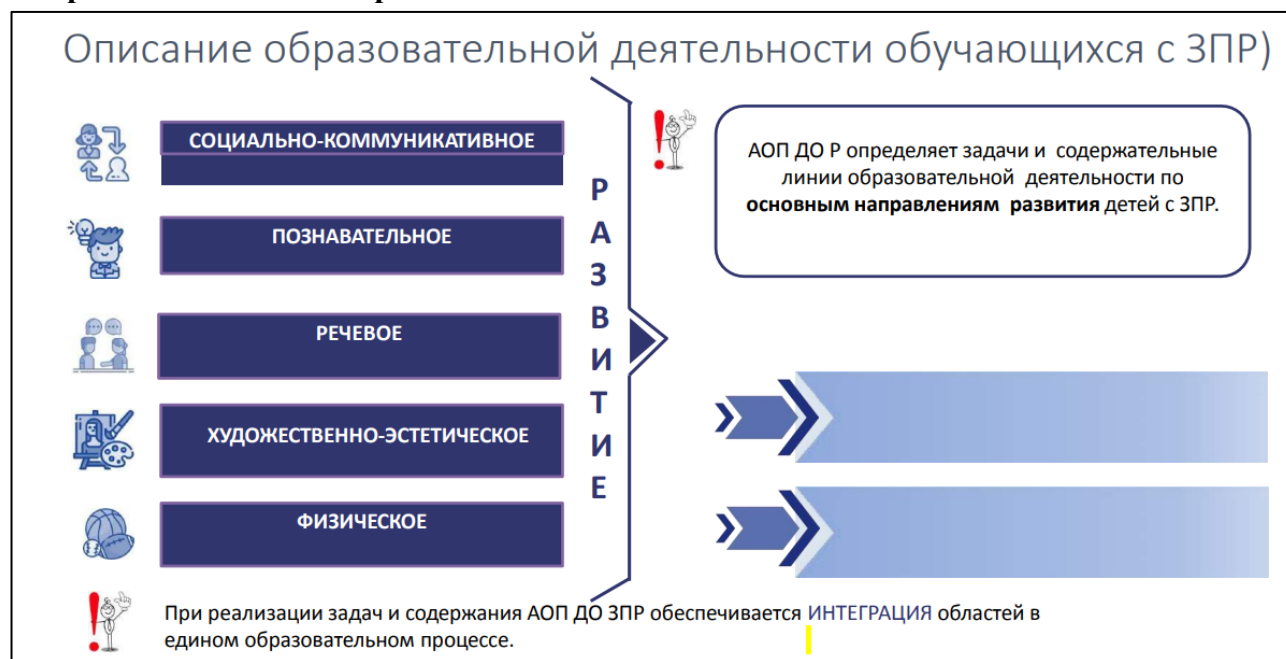 Описание образовательной деятельности обучающихся с ЗПР)
СОЦИАЛЬНО-КОММУНИКАТИВНОЕ
ПОЗНАВАТЕЛЬНОЕ
РЕЧЕВОЕ
ХУДОЖЕСТВЕННО-ЭСТЕТИЧЕСКОЕ
ФИЗИЧЕСКОЕ
РАЗВИТИЕ
АОП ДО Р определяет задачи и содержательные
линии образовательной деятельности по
основным направлениям развития детей с ЗПР.
При реализации задач и содержания АОП ДО ЗПР обеспечивается ИНТЕГРАЦИЯ областей в
едином образовательном процессе.